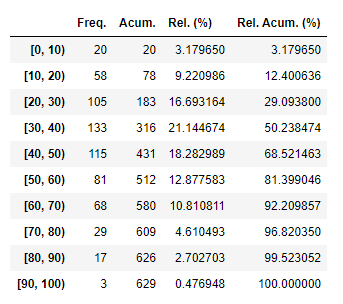 Freq. Acum. Rel. (%) Rel. Acum. (%)
[0, 10) 20 20 3.179650 3.179650
[10, 20) 58 78 9.220986 12.400636
[20, 30) 105 183 16.693164 29.093800
[30, 40) 133 316 21.144674 50.238474
[40, 50) 115 431 18.282989 68.521463
[50, 60) 81 512 12.877583 81.399046
[60, 70) 68 580 10.810811 92.209857
[70, 80) 29 609 4.610493 96.820350
[80, 90) 17 626 2.702703 99.523052
[90, 100) 3 629 0.476948 100.000000